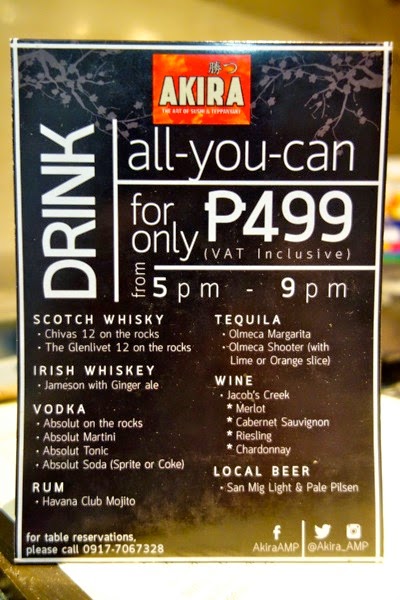 勝つ
AKIRA
THE ART OF SUSHI & TEPPANYAKI
DRINK
all-you-can
for only ₱499
(VAT Inclusive)
from 5pm - 9pm
SCOTCH WHISKY
• Chivas 12 on the rocks
• The Glenlivet 12 on the rocks
IRISH WHISKEY
• Jameson with Ginger ale
VODKA
• Absolut on the rocks
• Absolut Martini
• Absolut Tonic
• Absolut Soda (Sprite or Coke)
RUM
• Havana Club Mojito
TEQUILA
• Olmeca Margarita
• Olmeca Shooter (with
Lime or Orange slice)
WINE
• Jacob's Creek
* Merlot
* Cabernet Sauvignon
* Riesling
* Chardonnay
LOCAL BEER
• San Mig Light & Pale Pilsen
for table reservations,
please call 0917-7067328
AkiraAMP
@Akira_AMP